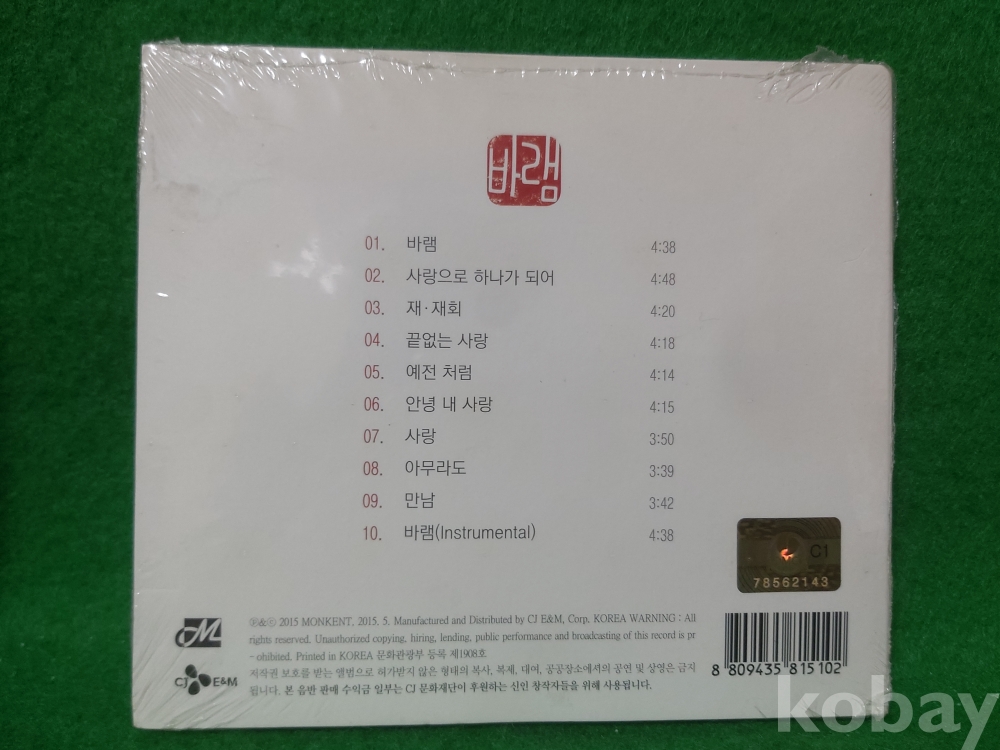 바램
01. 바램 4:38
02. 사랑으로 하나가 되어 4:48
03. 재·재회 4:20
04. 끝없는 사랑 4:18
05. 예전 처럼 4:14
06. 안녕 내 사랑 4:15
07. 사랑 3:50
08. 아무라도 3:39
09. 만남 3:42
10. 바램(Instrumental) 4:38
C1
78562143
M
℗&ⓒ 2015 MONKENT, 2015. 5. Manufactured and Distributed by CJ E&M, Corp. KOREA WARNING : All
rights reserved. Unauthorized copying, hiring, lending, public performance and broadcasting of this record is pr
- ohibited. Printed in KOREA 문화관광부 등록 제1908호
저작권 보호를 받는 앨범으로 허가받지 않은 형태의 복사, 복제, 대여, 공공장소에서의 공연 및 상영은 금지
됩니다. 본 음반 판매 수익금 일부는 CJ 문화재단이 후원하는 신인 창작자들을 위해 사용됩니다.
CJ E&M
8 809435 815102
kobay